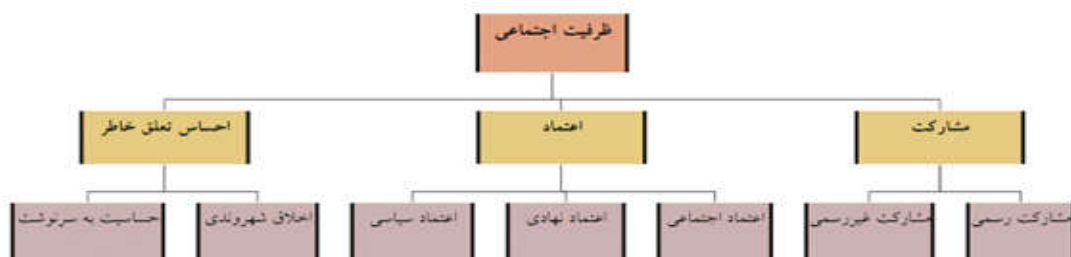 ظرفیت اجتماعی
مشارکت
اعتماد
احساس تعلق خاطر
مشارکت رسمی
مشارکت غیررسمی
اعتماد اجتماعی
اعتماد نهادی
اعتماد سیاسی
اخلاق شهروندی
حساسیت به سرنوشت